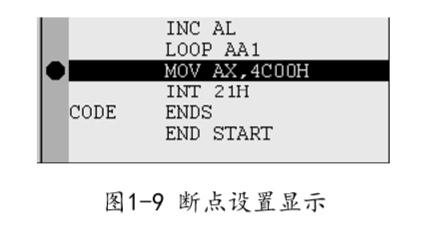 INC AL
LOOP AA1
MOV AX,4C00H
INT 21H
CODE ENDS
END START
图1-9 断点设置显示